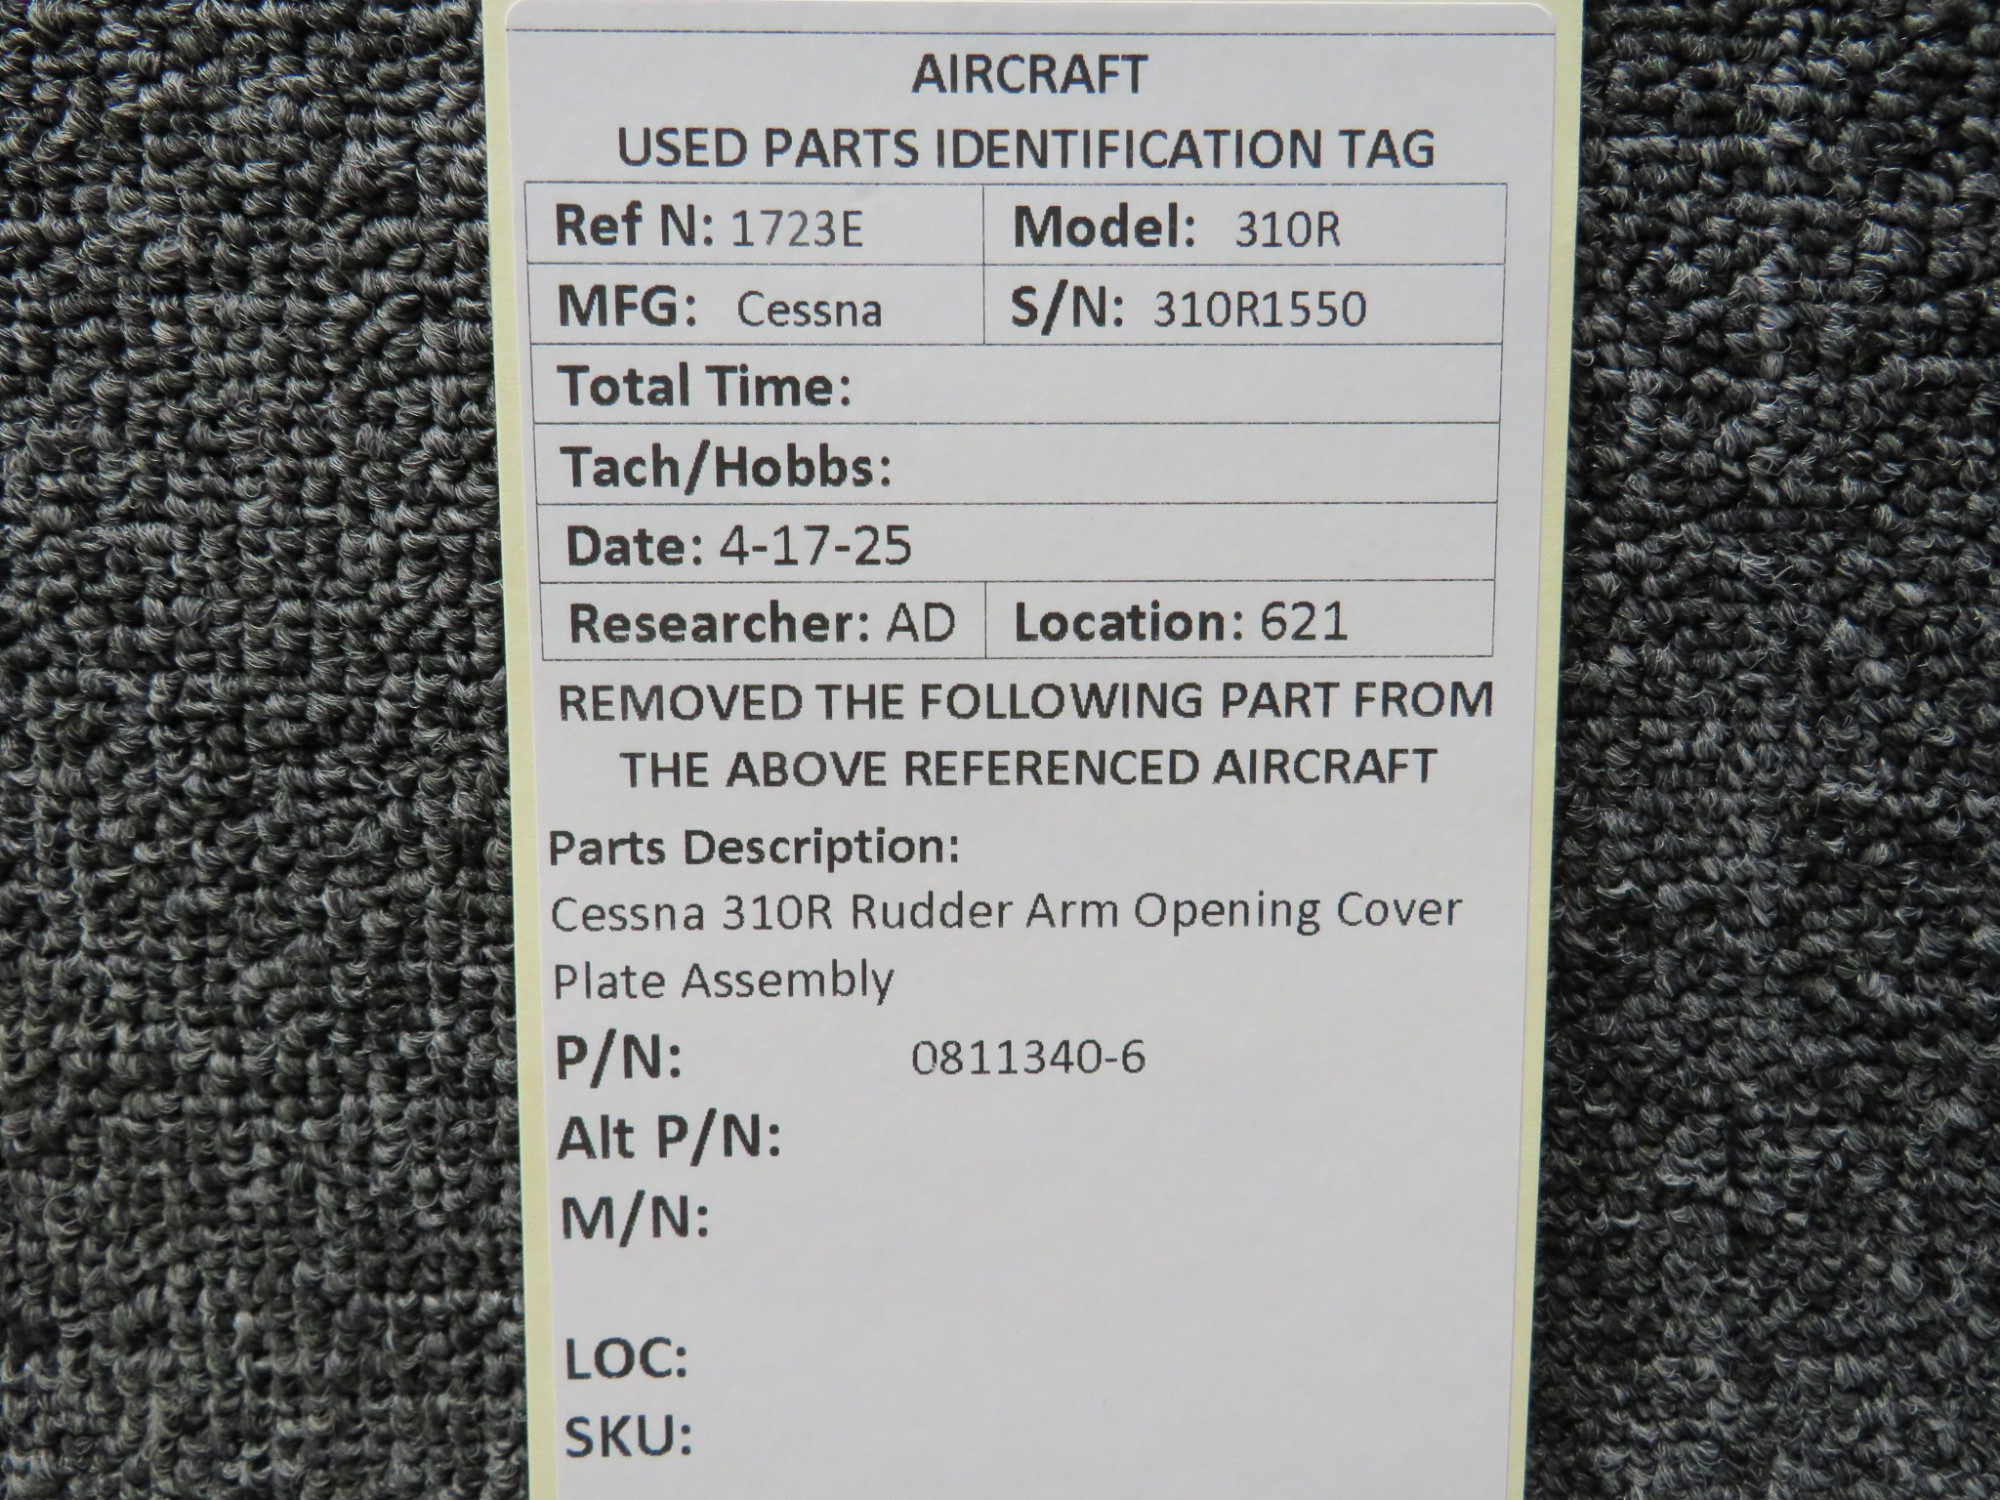 AIRCRAFT
USED PARTS IDENTIFICATION TAG
Ref N: 1723E Model: 310R
MFG: Cessna S/N: 310R1550
Total Time:
Tach/Hobbs:
Date: 4-17-25
Researcher: AD Location: 621
REMOVED THE FOLLOWING PART FROM
THE ABOVE REFERENCED AIRCRAFT
Parts Description:
Cessna 310R Rudder Arm Opening Cover
Plate Assembly
P/N: 0811340-6
Alt P/N:
M/N:
LOC:
SKU: